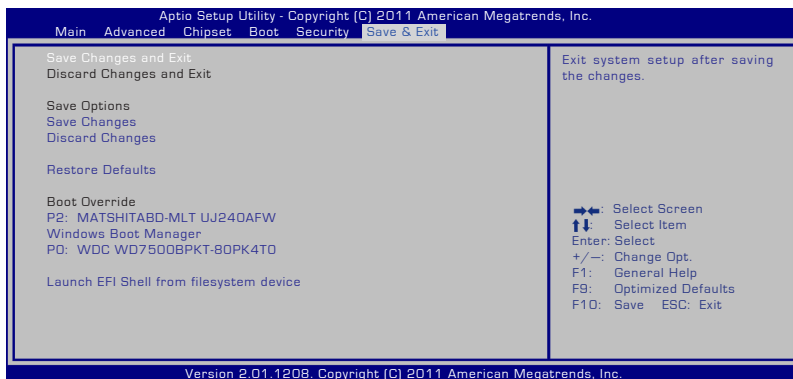 Aptio Setup Utility - Copyright (C) 2011 American Megatrends, Inc.
Main Advanced Chipset Boot Security Save & Exit
Save Changes and Exit
Discard Changes and Exit
Save Options
Save Changes
Discard Changes
Restore Defaults
Boot Override
P2: MATSHITABD-MLT UJ240AFW
Windows Boot Manager
P0: WDC WD7500BPKT-80PK4T0
Launch EFI Shell from filesystem device
Exit system setup after saving
the changes.
→←: Select Screen
↑↓: Select Item
Enter: Select
+/—: Change Opt.
F1: General Help
F9: Optimized Defaults
F10: Save ESC: Exit
Version 2.01.1208. Copyright (C) 2011 American Megatrends, Inc.